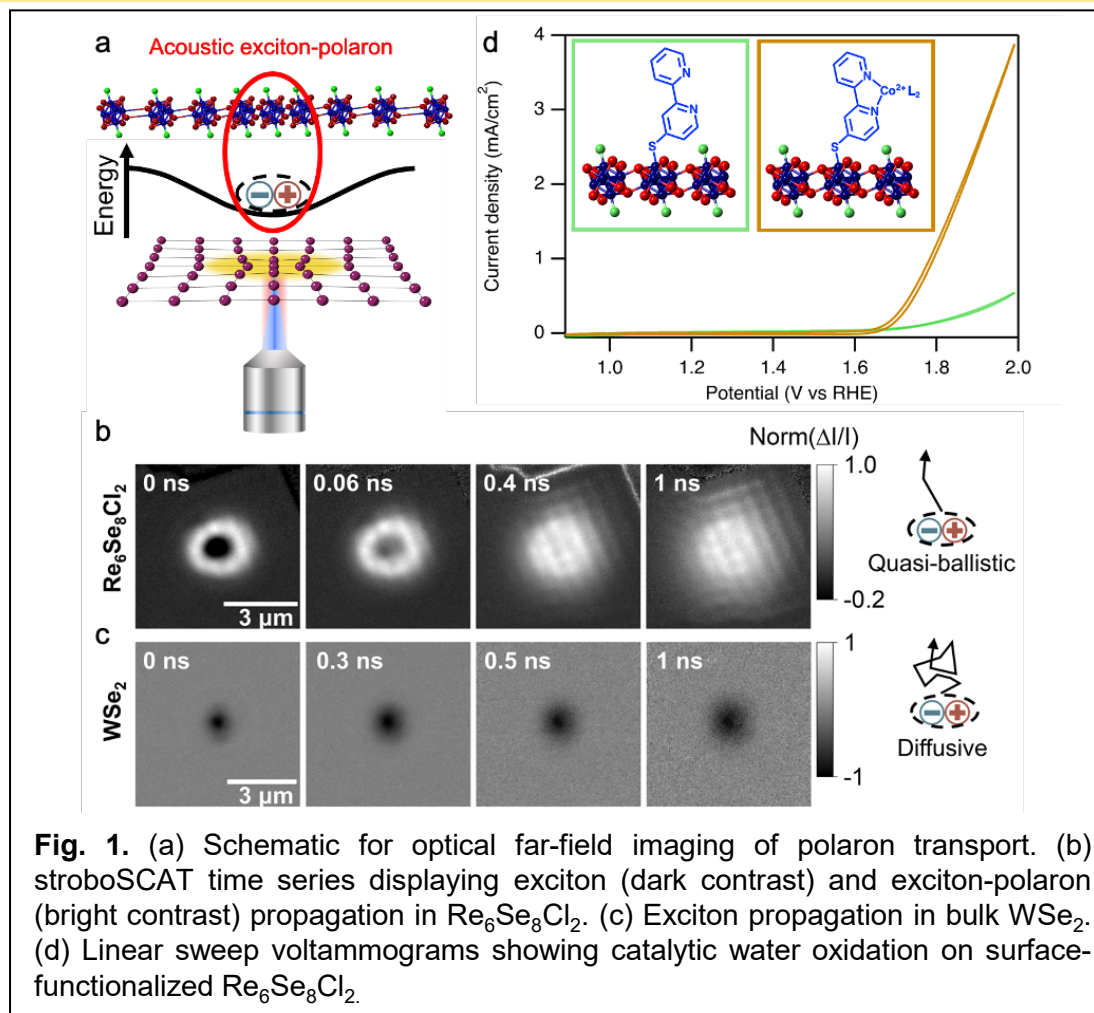 a
Acoustic exciton-polaron
Energy
− +
d
Current density (mA/cm²)
4
3
2
1
0
N
N
S
N
N
Co²⁺ L₂
S
1.0 1.2 1.4 1.6 1.8 2.0
Potential (V vs RHE)
b
Norm(ΔI/I)
Re₆Se₈Cl₂
0 ns 0.06 ns 0.4 ns 1 ns
3 µm
1.0
-0.2
− +
Quasi-ballistic
c
WSe₂
0 ns 0.3 ns 0.5 ns 1 ns
3 µm
1
-1
− +
Diffusive
Fig. 1. (a) Schematic for optical far-field imaging of polaron transport. (b)
stroboSCAT time series displaying exciton (dark contrast) and exciton-polaron
(bright contrast) propagation in Re₆Se₈Cl₂. (c) Exciton propagation in bulk WSe₂.
(d) Linear sweep voltammograms showing catalytic water oxidation on surface-
functionalized Re₆Se₈Cl₂.